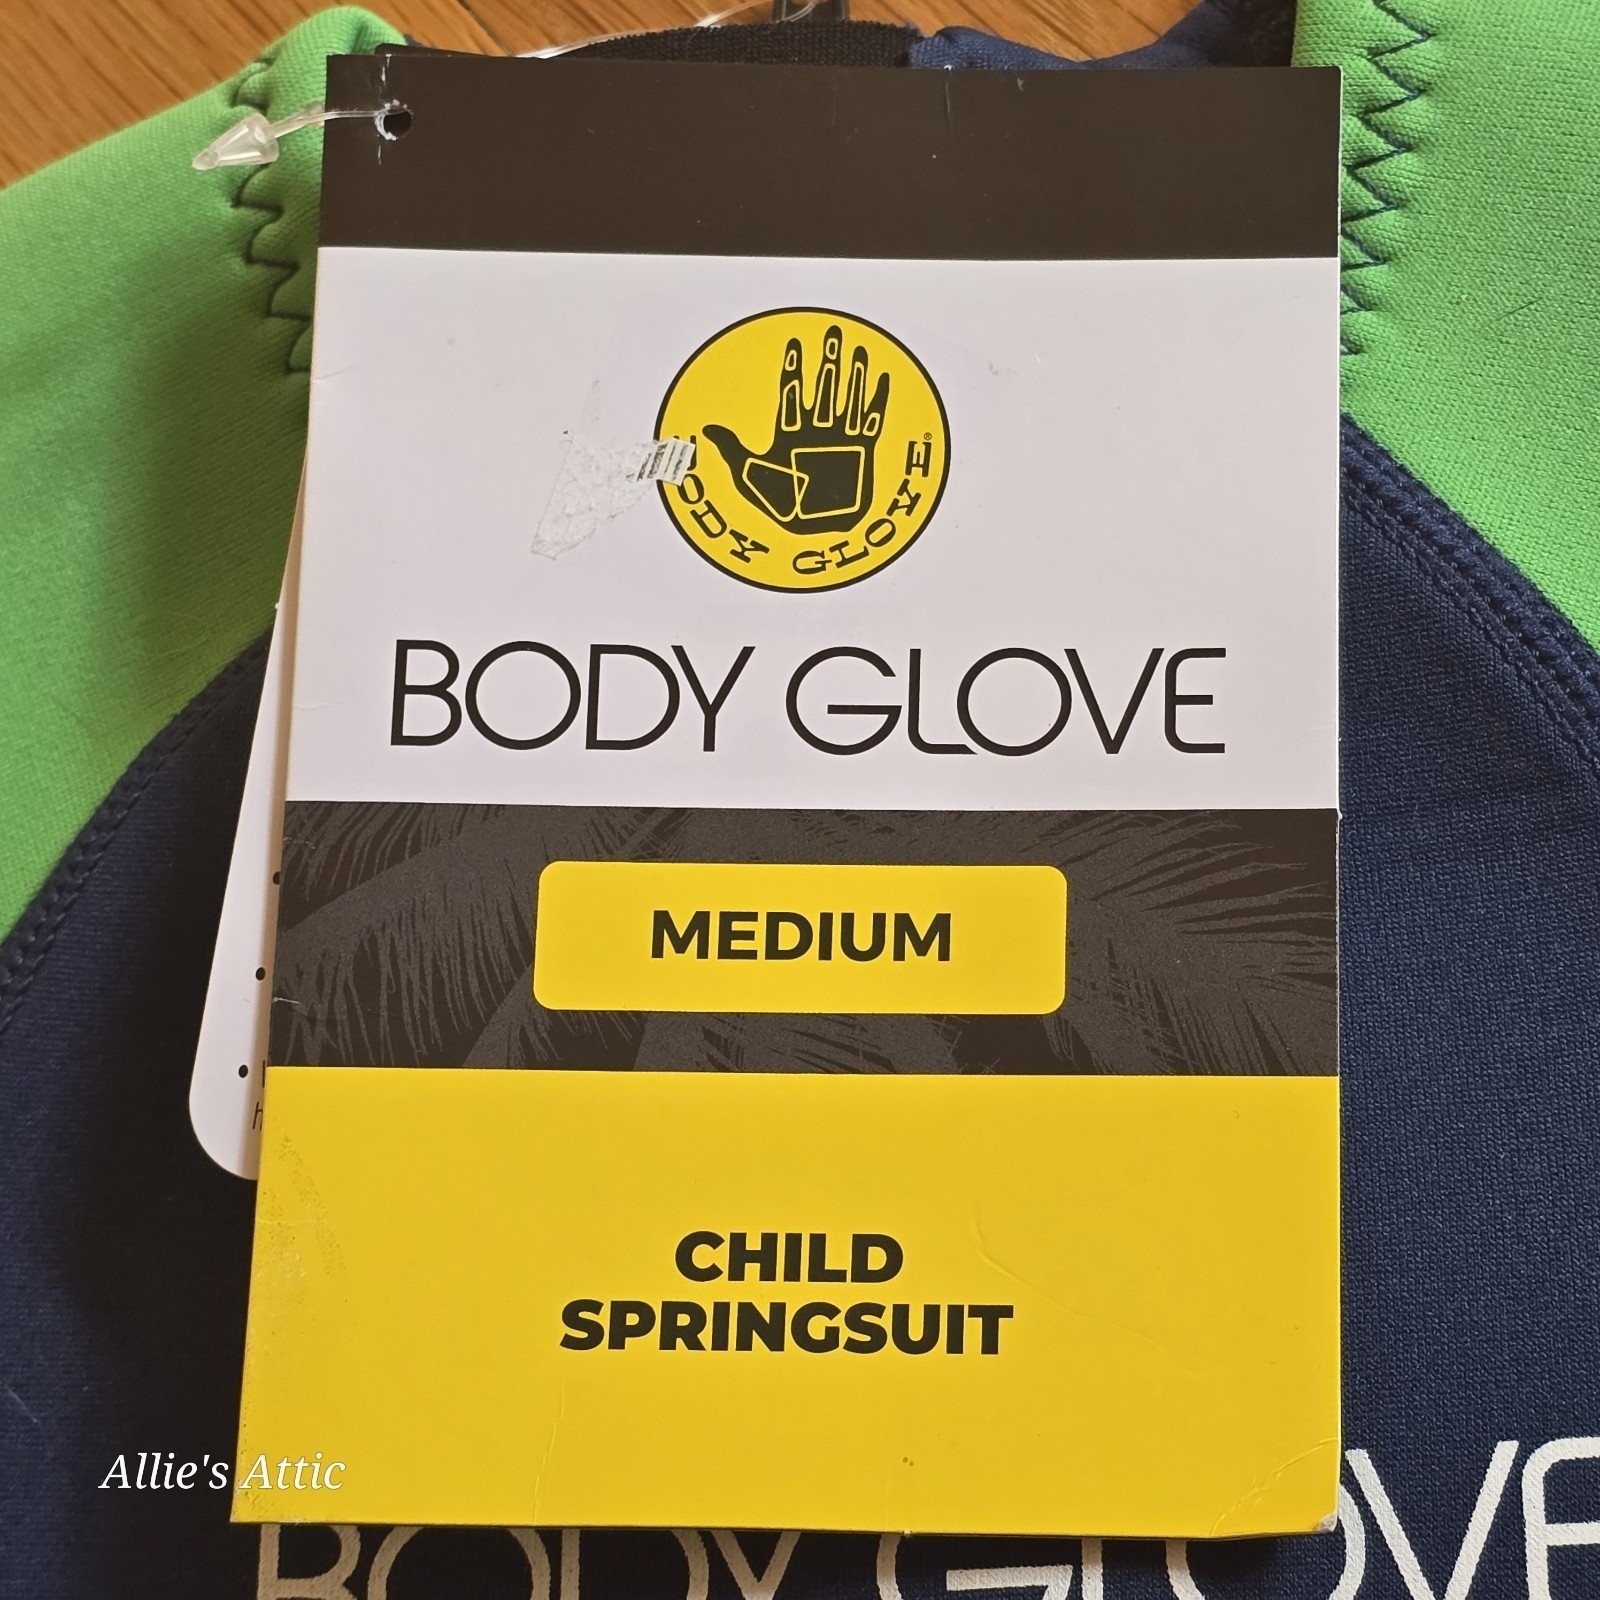 BODY GLOVE®
BODY GLOVE
MEDIUM
CHILD
SPRINGSUIT
Allie's Attic
BODY GLOVE